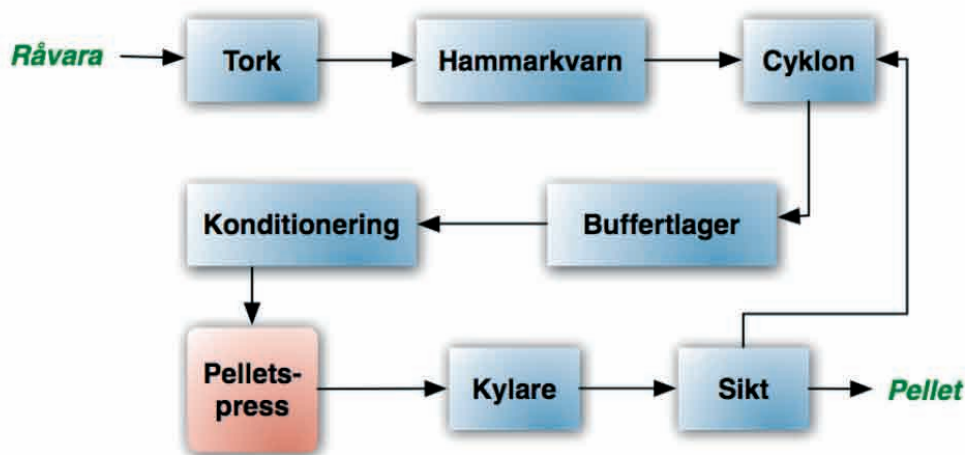 Råvara
Tork
Hammarkvarn
Cyklon
Konditionering
Buffertlager
Pellets-
press
Kylare
Sikt
Pellet